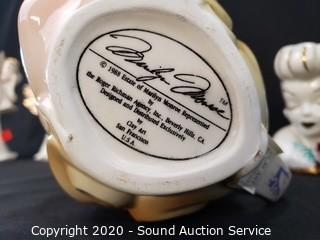 Marilyn Monroe TM
© 1988 Estate of Marilyn Monroe Represented
by
the Roger Richman Agency, Inc., Beverly Hills, CA.
Designed and Distributed Exclusively
by
Clay Art
San Francisco
U.S.A.
Copyright 2020 - Sound Auction Service